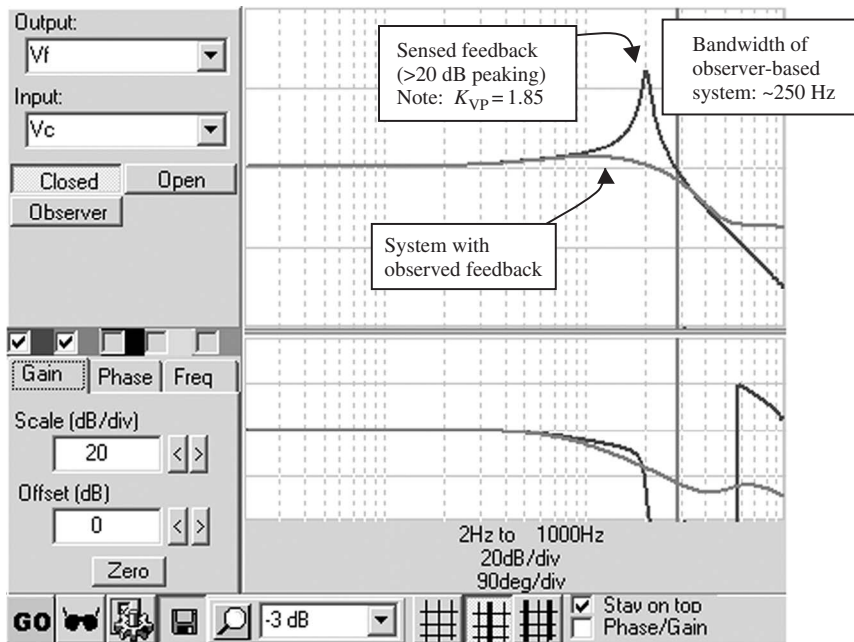 Output:
Vf
Input:
Vc
Closed
Open
Observer
Sensed feedback
(>20 dB peaking)
Note: KVP = 1.85
Bandwidth of
observer-based
system: ~250 Hz
System with
observed feedback
Gain
Phase
Freq
Scale (dB/div)
20
< >
Offset (dB)
0
< >
Zero
2Hz to 1000Hz
20dB/div
90deg/div
GO
-3 dB
Stay on top
Phase/Gain